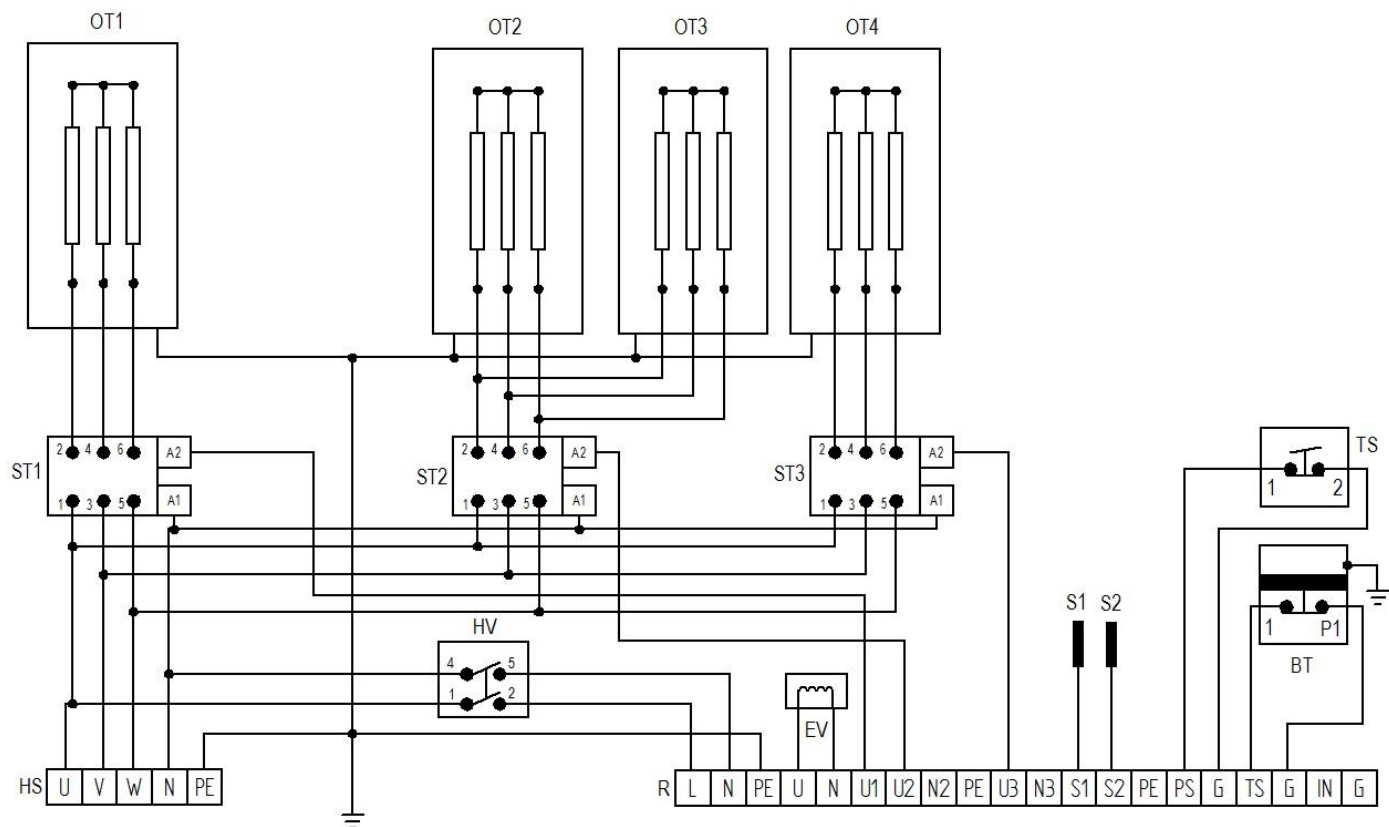 OT1 OT2 OT3 OT4
2 4 6 A2 2 4 6 A2 2 4 6 A2 TS
ST1 ST2 ST3
1 3 5 A1 1 3 5 A1 1 3 5 A1 1 2
S1 S2
HV 1 P1
4 5 BT
1 2
EV
HS U V W N PE R L N PE U N U1 U2 N2 PE U3 N3 S1 S2 PE PS G TS G IN G